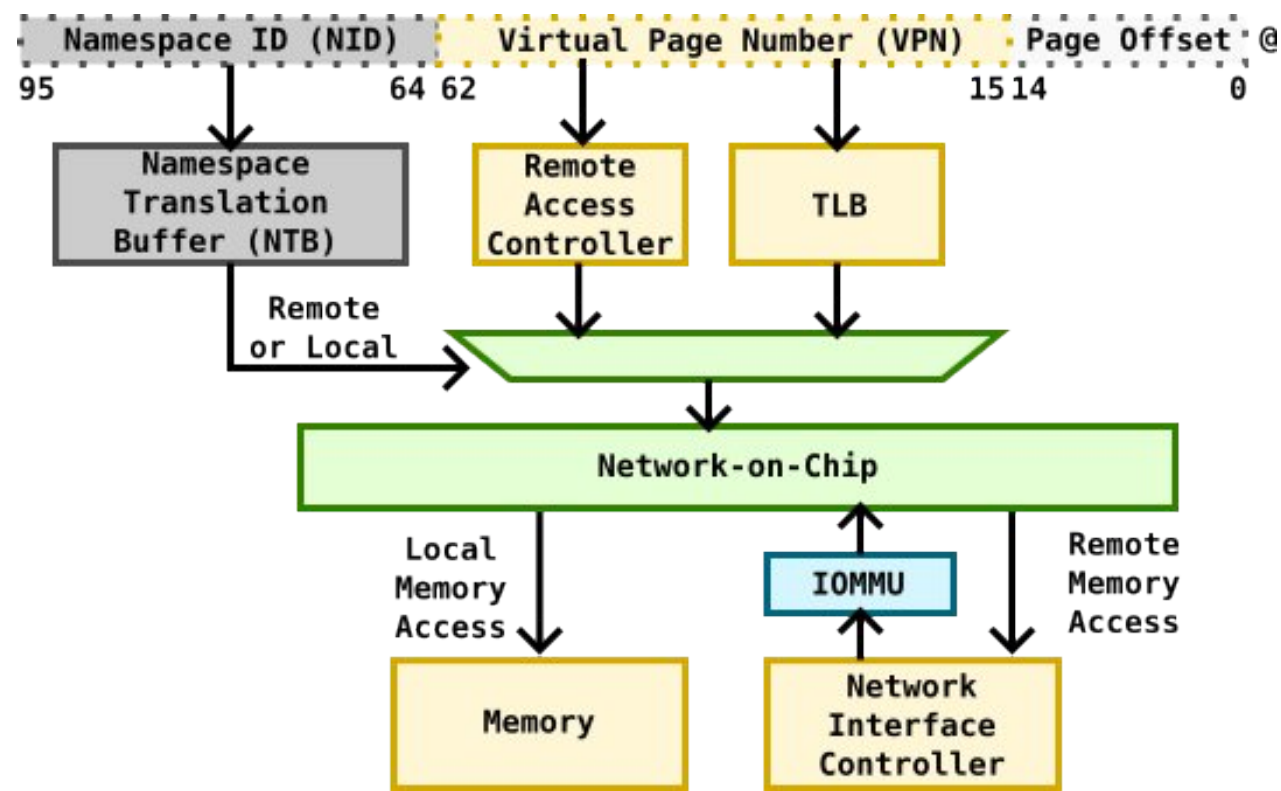 Namespace ID (NID) Virtual Page Number (VPN) Page Offset @
95 64 62 15 14 0
Namespace
Translation
Buffer (NTB)
Remote
Access
Controller
TLB
Remote
or Local
Network-on-Chip
Local
Memory
Access
IOMMU
Remote
Memory
Access
Memory
Network
Interface
Controller